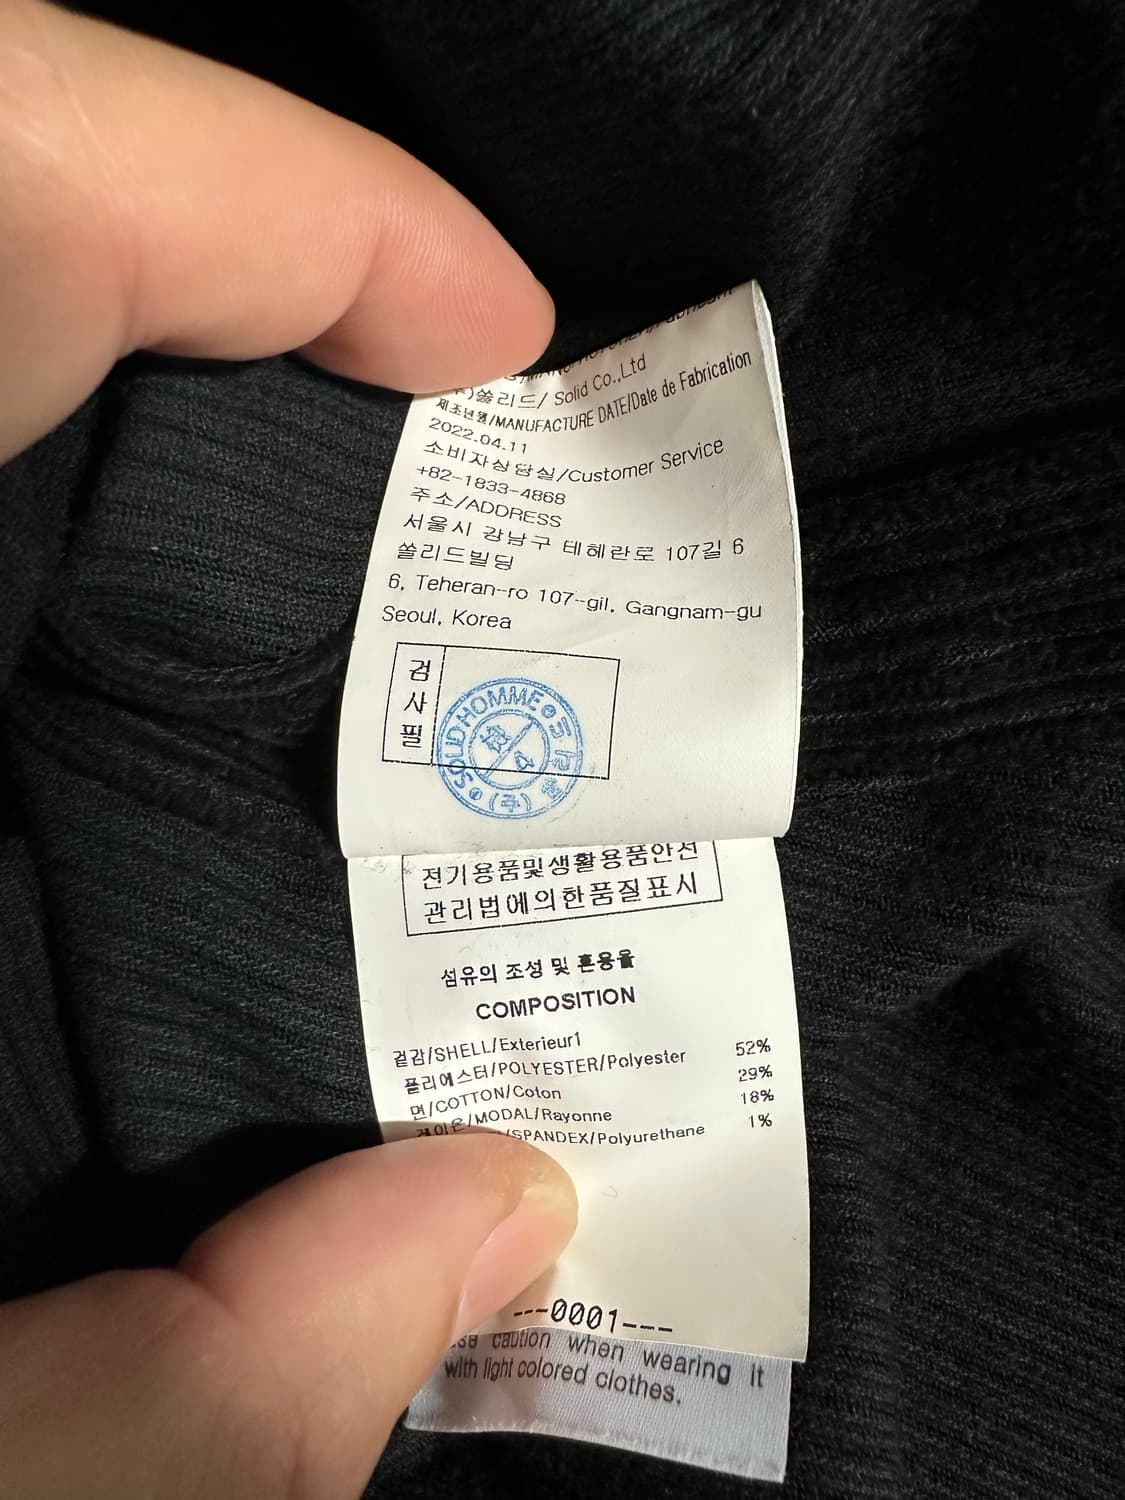 쏠리드/ Solid Co.,Ltd
제조년월/MANUFACTURE DATE/Date de Fabrication
2022.04.11
소비자상담실/Customer Service
+82-1833-4868
주소/ADDRESS
서울시 강남구 테헤란로 107길 6
쏠리드빌딩
6, Teheran-ro 107-gil, Gangnam-gu
Seoul, Korea
검
사
필
SOLID HOMME
(주)
전기용품및생활용품안전
관리법에의한품질표시
섬유의 조성 및 혼용율
COMPOSITION
겉감/SHELL/Exterieur1
폴리에스터/POLYESTER/Polyester 52%
면/COTTON/Coton 29%
레이온/MODAL/Rayonne 18%
/SPANDEX/Polyurethane 1%
---0001---
caution when wearing it
with light colored clothes.